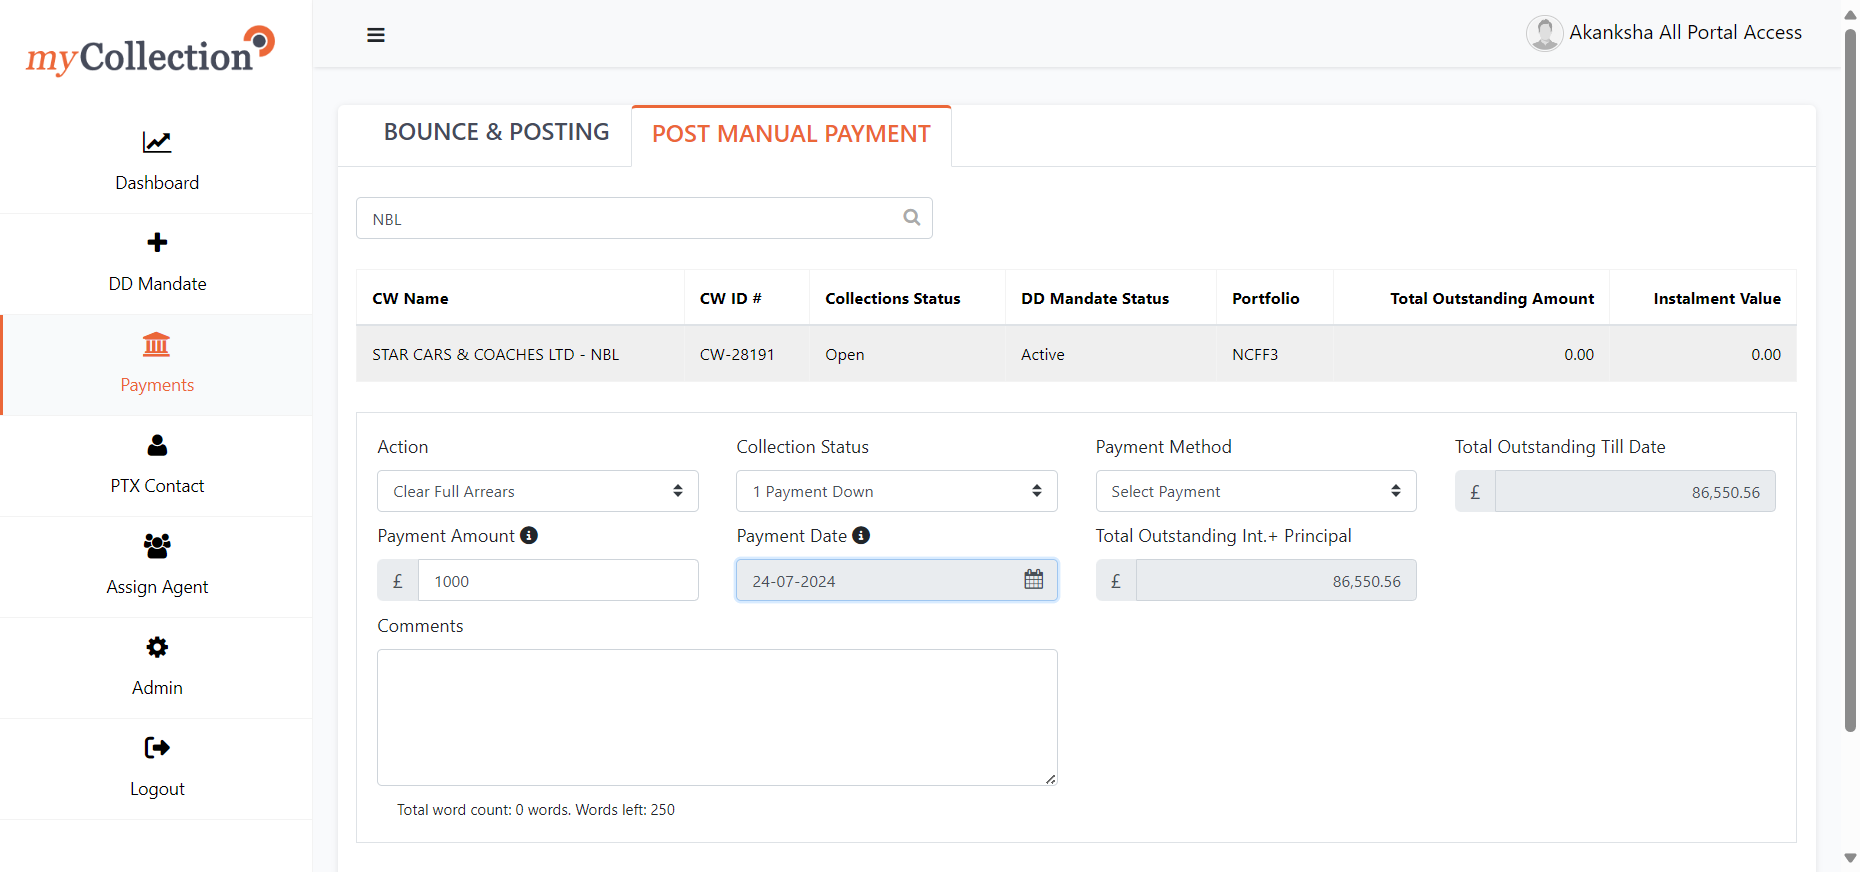 myCollection
Akanksha All Portal Access
Dashboard
DD Mandate
Payments
PTX Contact
Assign Agent
Admin
Logout
BOUNCE & POSTING
POST MANUAL PAYMENT
NBL
CW Name CW ID # Collections Status DD Mandate Status Portfolio Total Outstanding Amount Instalment Value
STAR CARS & COACHES LTD - NBL CW-28191 Open Active NCFF3 0.00 0.00
Action Collection Status Payment Method Total Outstanding Till Date
Clear Full Arrears 1 Payment Down Select Payment £ 86,550.56
Payment Amount Payment Date Total Outstanding Int.+ Principal
£ 1000 24-07-2024 £ 86,550.56
Comments
Total word count: 0 words. Words left: 250